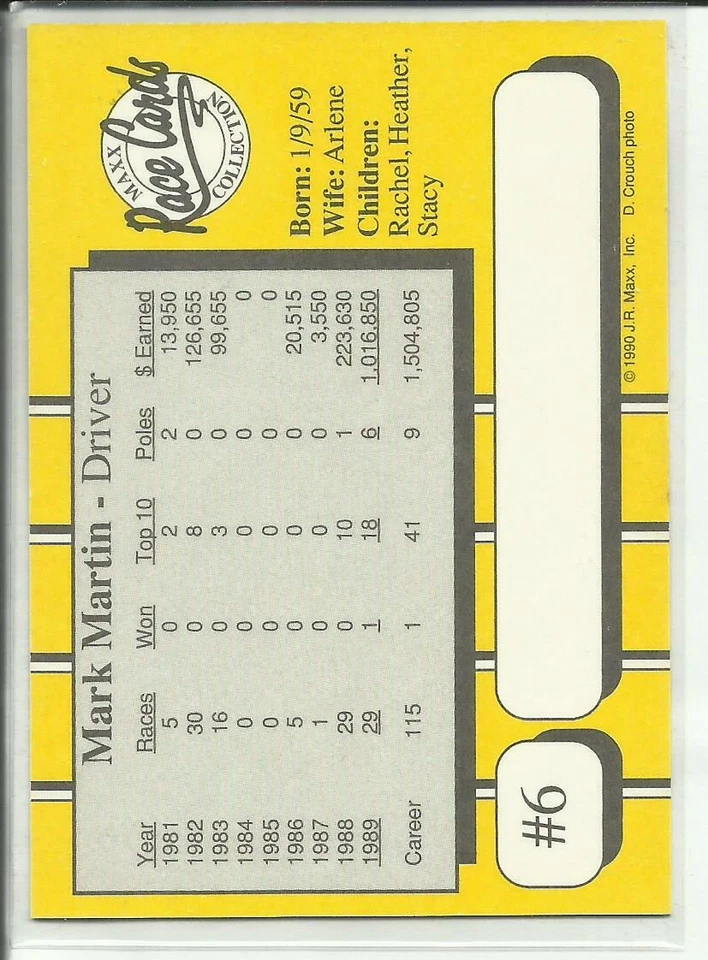 Mark Martin - Driver
Year Races Won Top 10 Poles $ Earned
1981 5 0 2 2 13,950
1982 30 0 8 0 126,655
1983 16 0 3 0 99,655
1984 0 0 0 0 0
1985 0 0 0 0 0
1986 5 0 0 0 20,515
1987 1 0 0 0 3,550
1988 29 0 10 1 223,630
1989 29 1 18 6 1,016,850
Career 115 1 41 9 1,504,805
MAXX
Race Cards
COLLECTION
Born: 1/9/59
Wife: Arlene
Children:
Rachel, Heather,
Stacy
#6
© 1990 J.R. Maxx, Inc. D. Crouch photo